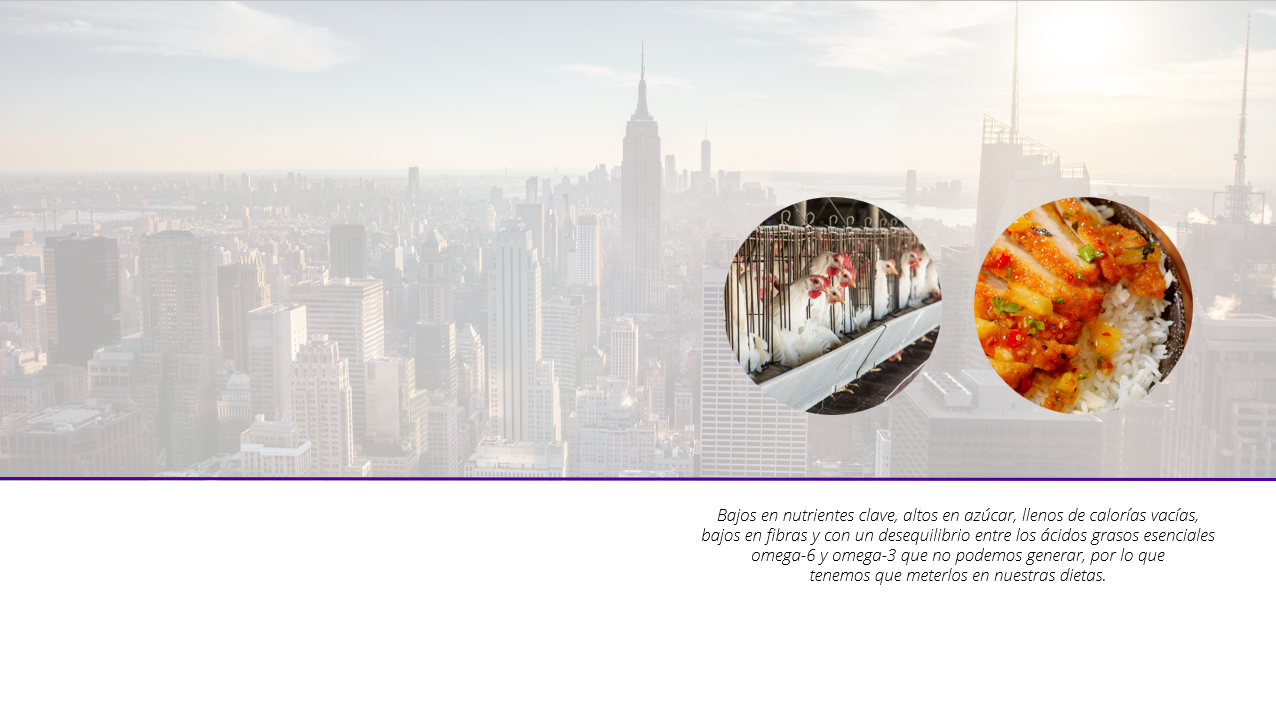 Bajos en nutrientes clave, altos en azúcar, llenos de calorías vacías,
bajos en fibras y con un desequilibrio entre los ácidos grasos esenciales
omega-6 y omega-3 que no podemos generar, por lo que
tenemos que meterlos en nuestras dietas.